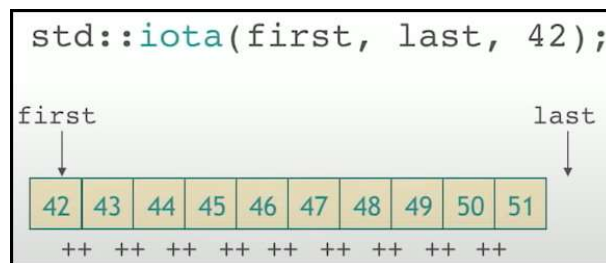 std::iota(first, last, 42);
first last
42 43 44 45 46 47 48 49 50 51
++ ++ ++ ++ ++ ++ ++ ++ ++